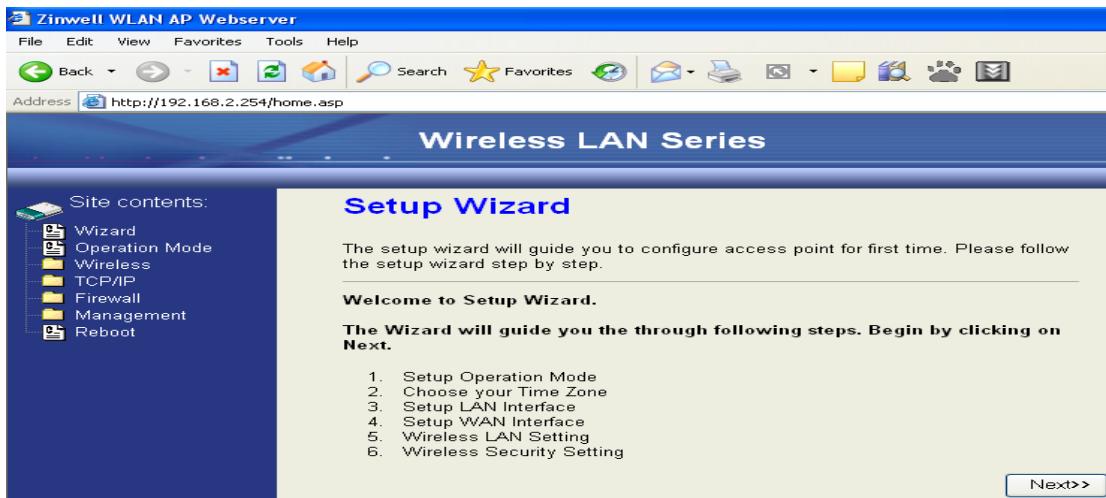 Zinwell WLAN AP Webserver
File Edit View Favorites Tools Help
Back Search Favorites
Address http://192.168.2.254/home.asp
Wireless LAN Series
Site contents:
Wizard
Operation Mode
Wireless
TCP/IP
Firewall
Management
Reboot
Setup Wizard
The setup wizard will guide you to configure access point for first time. Please follow
the setup wizard step by step.
Welcome to Setup Wizard.
The Wizard will guide you the through following steps. Begin by clicking on
Next.
1. Setup Operation Mode
2. Choose your Time Zone
3. Setup LAN Interface
4. Setup WAN Interface
5. Wireless LAN Setting
6. Wireless Security Setting
Next>>